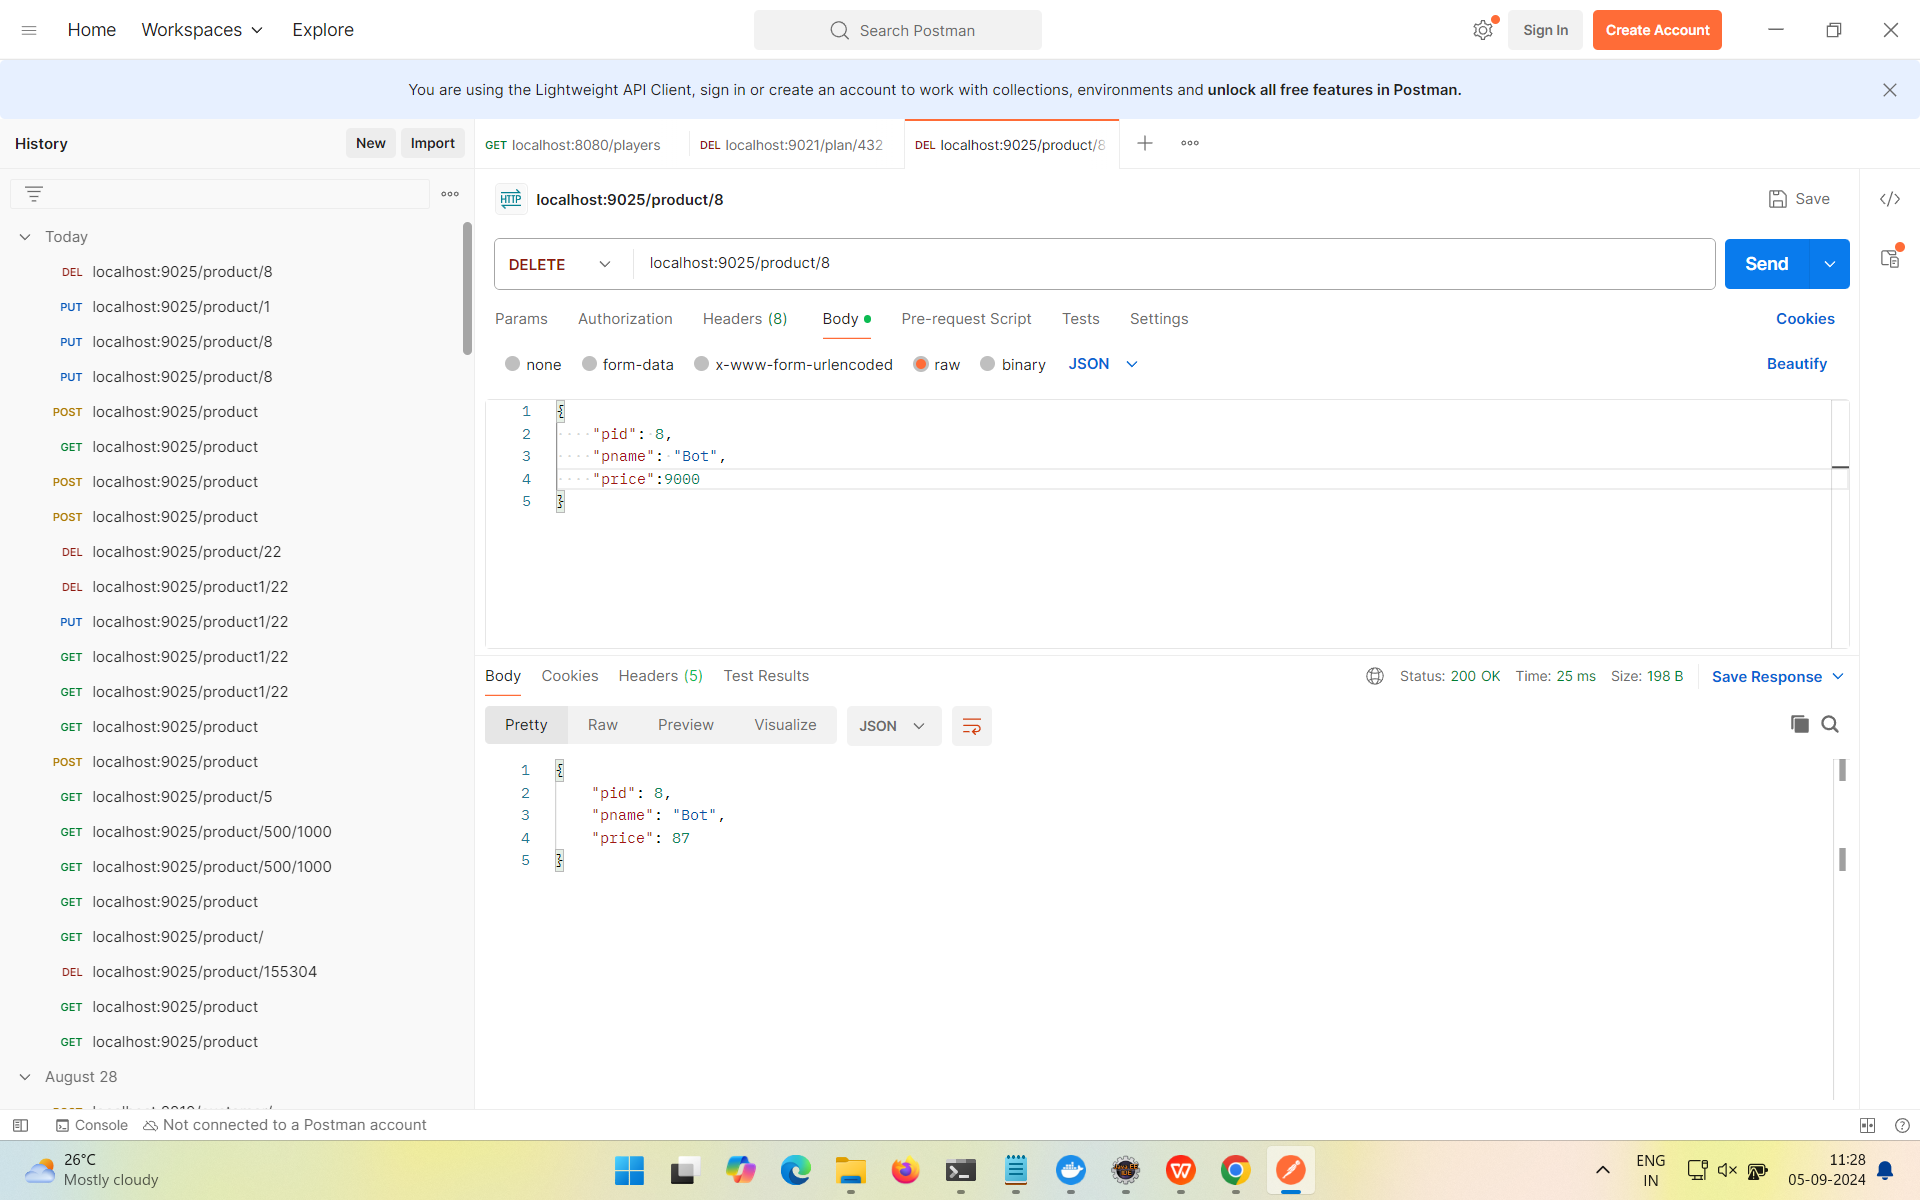 Home Workspaces Explore Search Postman Sign In Create Account
You are using the Lightweight API Client, sign in or create an account to work with collections, environments and unlock all free features in Postman.
History New Import
GET localhost:8080/players DEL localhost:9021/plan/432 DEL localhost:9025/product/8
HTTP localhost:9025/product/8 Save
Today
DEL localhost:9025/product/8
PUT localhost:9025/product/1
PUT localhost:9025/product/8
PUT localhost:9025/product/8
POST localhost:9025/product
GET localhost:9025/product
POST localhost:9025/product
POST localhost:9025/product
DEL localhost:9025/product/22
DEL localhost:9025/product1/22
PUT localhost:9025/product1/22
GET localhost:9025/product1/22
GET localhost:9025/product1/22
GET localhost:9025/product
POST localhost:9025/product
GET localhost:9025/product/5
GET localhost:9025/product/500/1000
GET localhost:9025/product/500/1000
GET localhost:9025/product
GET localhost:9025/product/
DEL localhost:9025/product/155304
GET localhost:9025/product
GET localhost:9025/product
August 28
DELETE localhost:9025/product/8 Send
Params Authorization Headers (8) Body Pre-request Script Tests Settings Cookies
none form-data x-www-form-urlencoded raw binary JSON Beautify
1 {
2 "pid": 8,
3 "pname": "Bot",
4 "price":9000
5 }
Body Cookies Headers (5) Test Results Status: 200 OK Time: 25 ms Size: 198 B Save Response
Pretty Raw Preview Visualize JSON
1 {
2 "pid": 8,
3 "pname": "Bot",
4 "price": 87
5 }
Console Not connected to a Postman account
26°C
Mostly cloudy
ENG
IN
11:28
05-09-2024